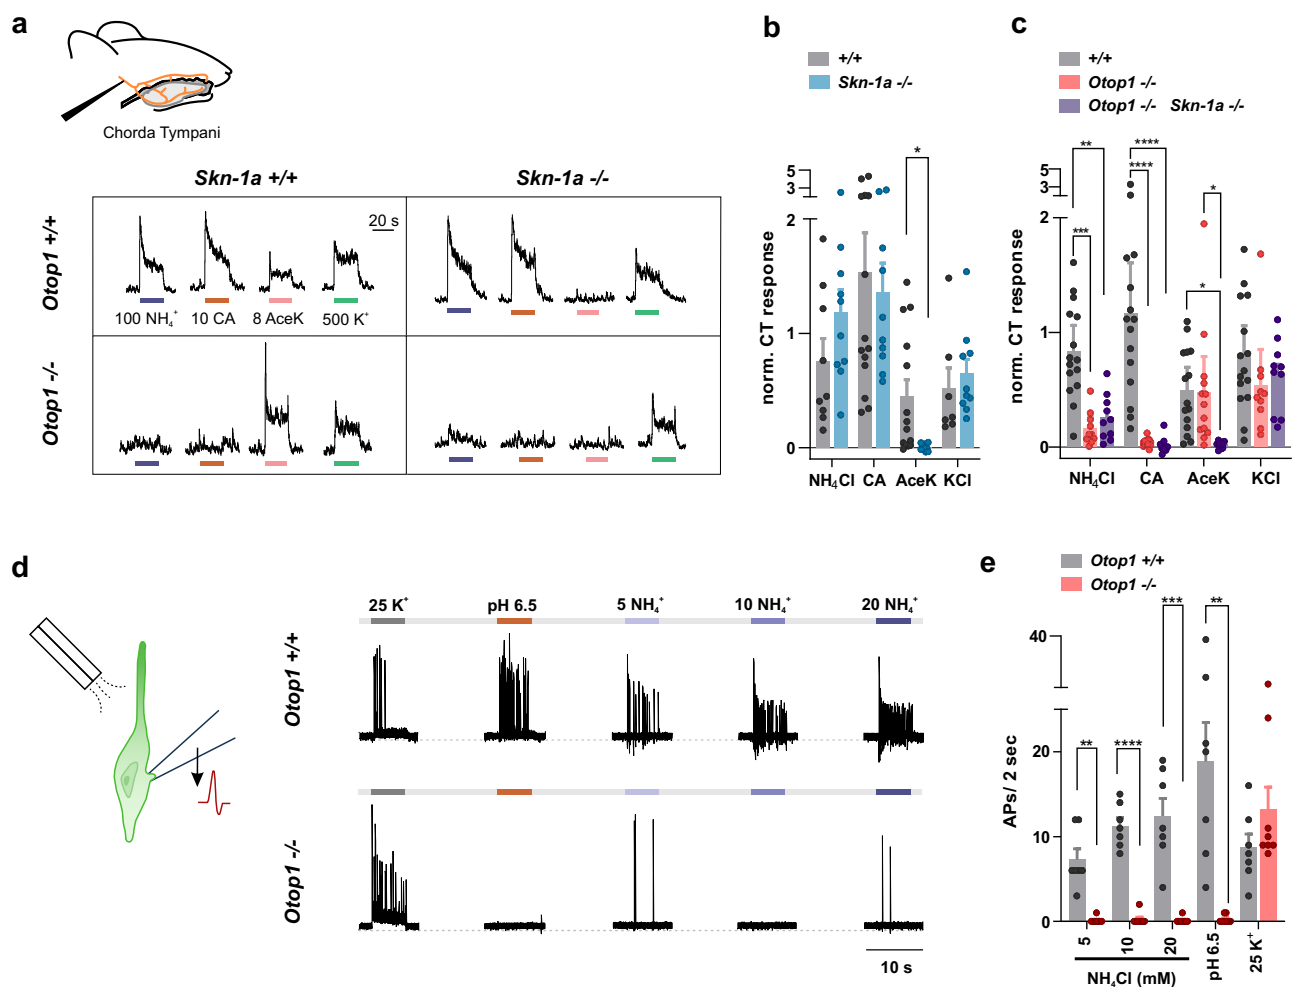 a
Chorda Tympani
Skn-1a +/+
Skn-1a -/-
Otop1 +/+
20 s
100 NH₄⁺
10 CA
8 AceK
500 K⁺
Otop1 -/-
b
+/+
Skn-1a -/-
norm. CT response
5
3
2
1
0
*
NH₄Cl
CA
AceK
KCl
c
+/+
Otop1 -/-
Otop1 -/- Skn-1a -/-
norm. CT response
5
3
2
1
0
**
***
****
****
*
*
NH₄Cl
CA
AceK
KCl
d
25 K⁺
pH 6.5
5 NH₄⁺
10 NH₄⁺
20 NH₄⁺
Otop1 +/+
Otop1 -/-
10 s
e
Otop1 +/+
Otop1 -/-
APs/ 2 sec
40
20
10
0
**
****
***
**
5
10
20
pH 6.5
25 K⁺
NH₄Cl (mM)